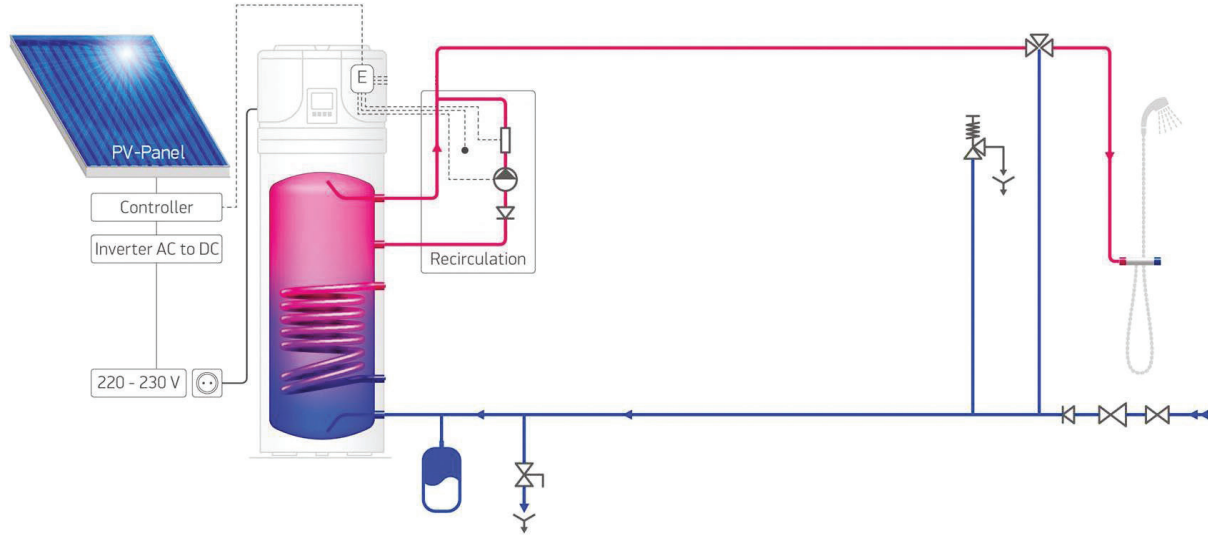 E
PV-Panel
Controller
Inverter AC to DC
Recirculation
220 - 230 V